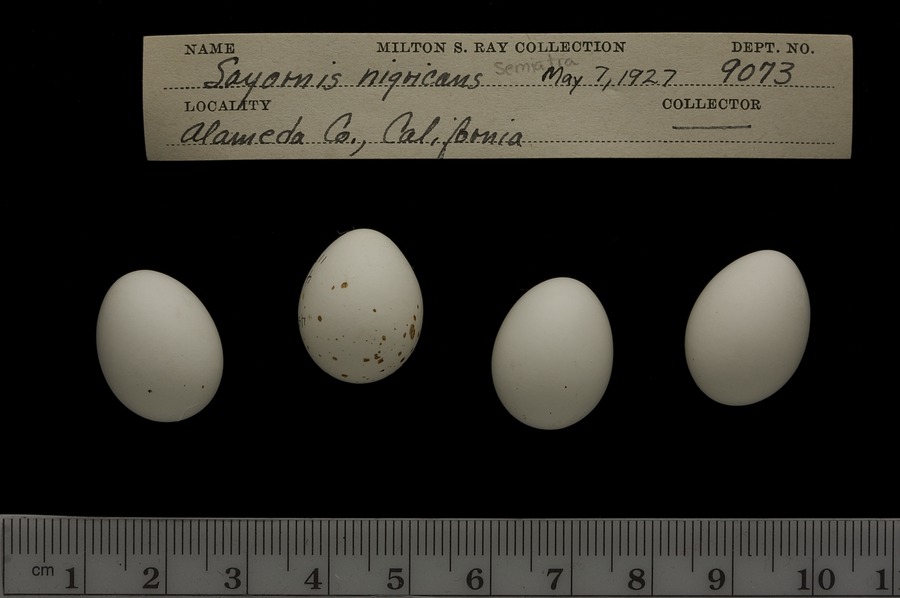 NAME MILTON S. RAY COLLECTION DEPT. NO.
Sayornis nigricans semiatra May 7, 1927 9073
LOCALITY COLLECTOR
Alameda Co., California
cm 1 2 3 4 5 6 7 8 9 10 1